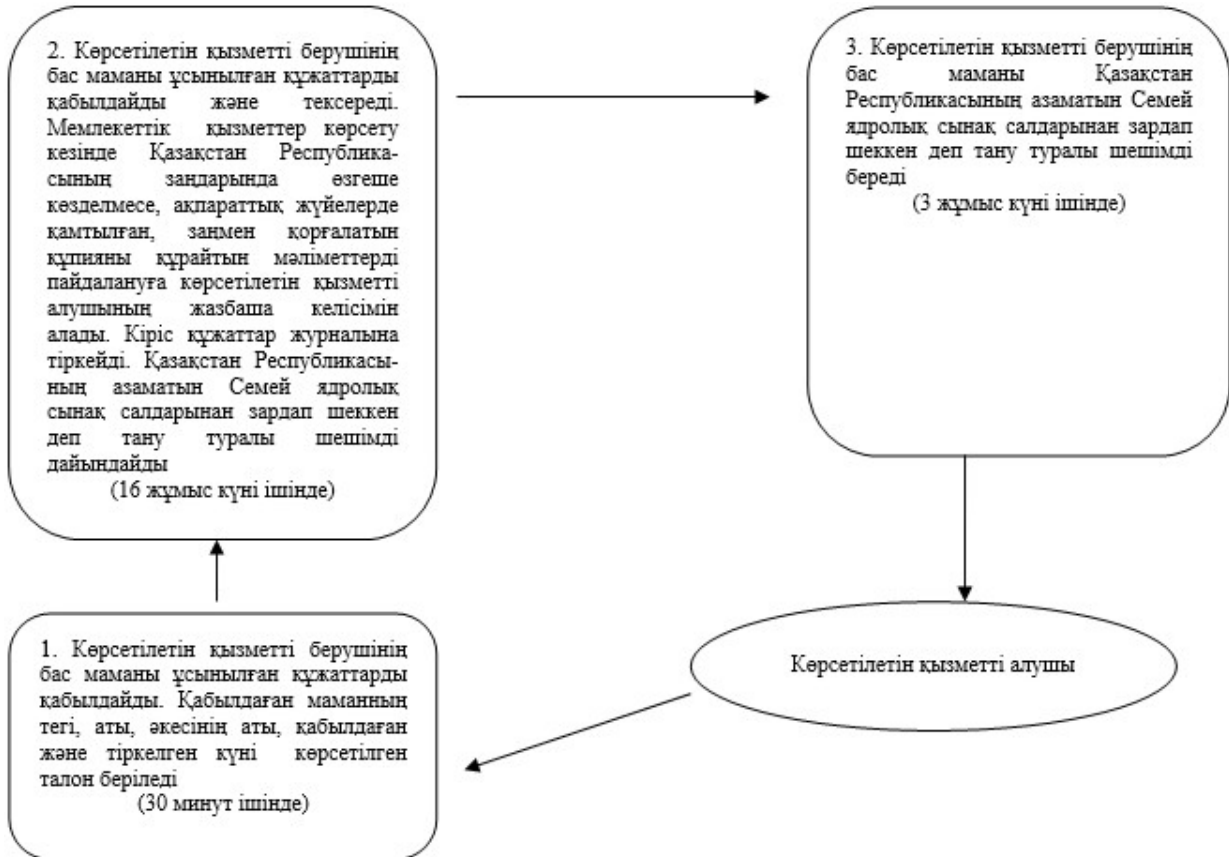 2. Көрсетілетін қызметті берушінің
бас маманы ұсынылған құжаттарды
қабылдайды және тексереді.
Мемлекеттік қызметтер көрсету
кезінде Қазақстан Республика-
сының заңдарында өзгеше
көзделмесе, ақпараттық жүйелерде
қамтылған, заңмен қорғалатын
құпияны құрайтын мәліметтерді
пайдалануға көрсетілетін қызметті
алушының жазбаша келісімін
алады. Кіріс құжаттар журналына
тіркейді. Қазақстан Республикасы-
ның азаматын Семей ядролық
сынақ салдарынан зардап шеккен
деп тану туралы шешімді
дайындайды
(16 жұмыс күні ішінде)
3. Көрсетілетін қызметті берушінің
бас маманы Қазақстан
Республикасының азаматын Семей
ядролық сынақ салдарынан зардап
шеккен деп тану туралы шешімді
береді
(3 жұмыс күні ішінде)
1. Көрсетілетін қызметті берушінің
бас маманы ұсынылған құжаттарды
қабылдайды. Қабылдаған маманның
тегі, аты, әкесінің аты, қабылдаған
және тіркелген күні көрсетілген
талон беріледі
(30 минут ішінде)
Көрсетілетін қызметті алушы